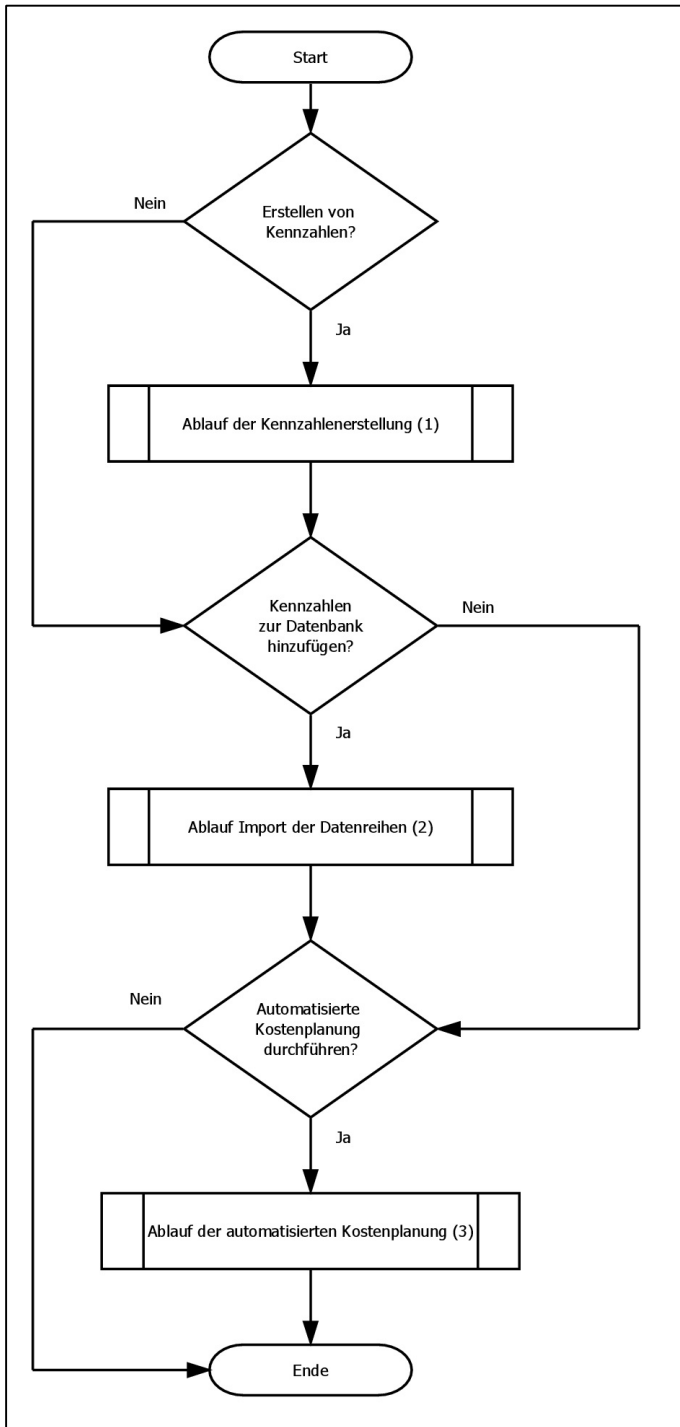 Start
Nein
Erstellen von
Kennzahlen?
Ja
Ablauf der Kennzahlenerstellung (1)
Kennzahlen
zur Datenbank
hinzufügen?
Nein
Ja
Ablauf Import der Datenreihen (2)
Nein
Automatisierte
Kostenplanung
durchführen?
Ja
Ablauf der automatisierten Kostenplanung (3)
Ende